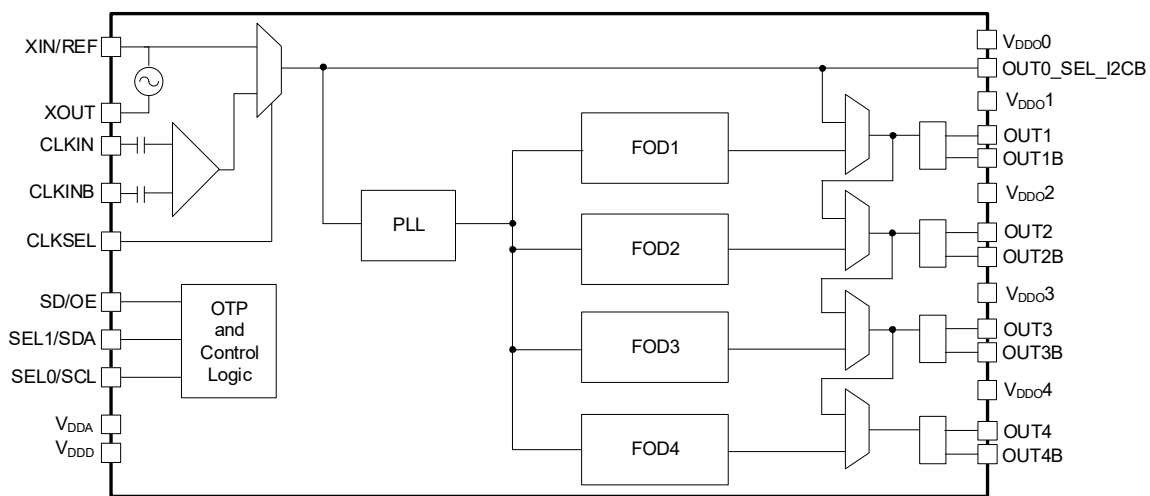 XIN/REF
XOUT
CLKIN
CLKINB
CLKSEL
SD/OE
SEL1/SDA
SEL0/SCL
VDDA
VDDD
OTP
and
Control
Logic
PLL
FOD1
FOD2
FOD3
FOD4
VDDO0
OUT0_SEL_I2CB
VDDO1
OUT1
OUT1B
VDDO2
OUT2
OUT2B
VDDO3
OUT3
OUT3B
VDDO4
OUT4
OUT4B